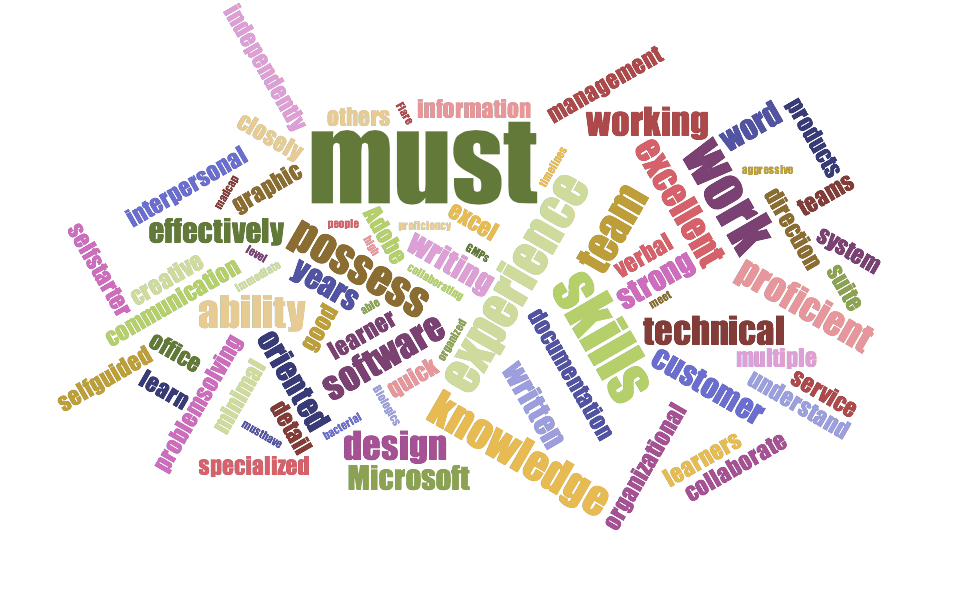 independently
management
others
Flare
information
working
word
products
closely
must
timelines
excellent
work
aggressive
teams
interpersonal
madcap
graphic
experience
team
direction
system
selfstarter
effectively
possess
people
Adobe
high
proficiency
excel
GMPs
writing
collaborating
verbal
strong
meet
proficient
suite
creative
communication
level
immediate
years
able
ability
good
learner
software
organized
skills
technical
multiple
customer
understand
service
selfguided
office
learn
problemsolving
minimal
oriented
quick
biologics
written
documentation
detail
musthave
bacterial
design
knowledge
organizational
learners
collaborate
specialized
Microsoft